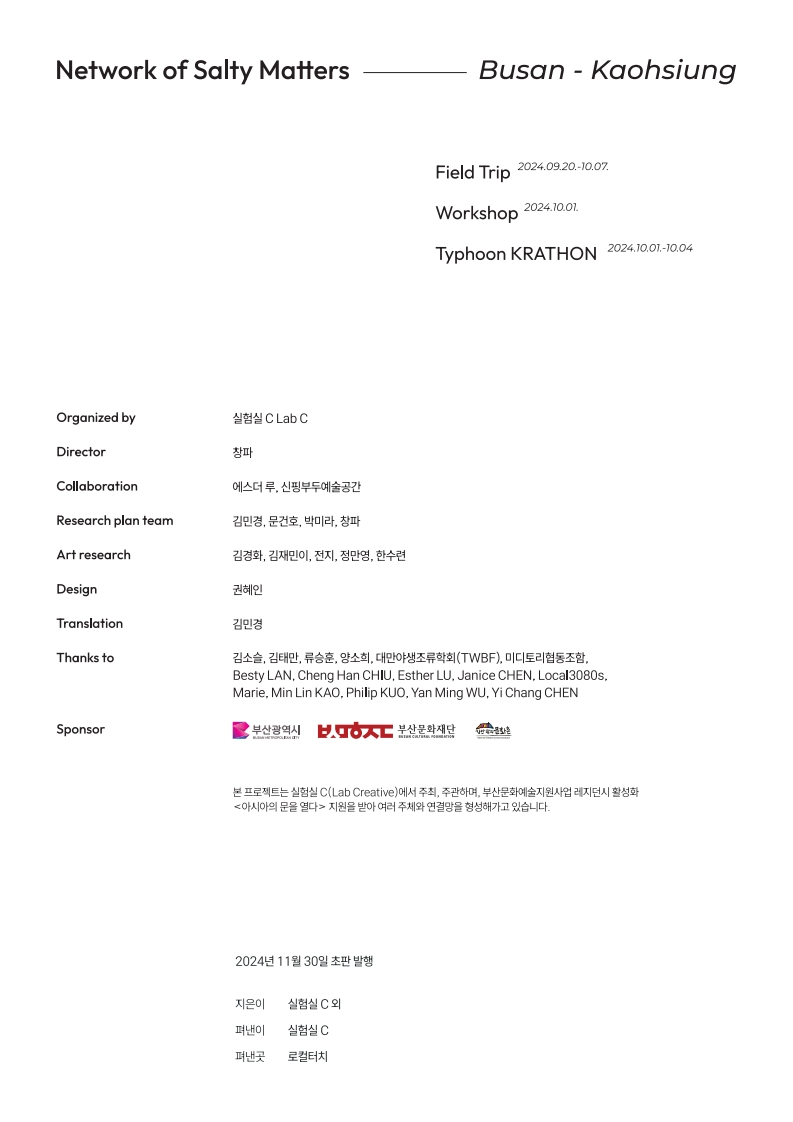 Network of Salty Matters Busan - Kaohsiung
Field Trip 2024.09.20.-10.07.
Workshop 2024.10.01.
Typhoon KRATHON 2024.10.01.-10.04
Organized by 실험실 C Lab C
Director 창파
Collaboration 에스더 루, 신핑부두예술공간
Research plan team 김민경, 문건호, 박미라, 창파
Art research 김경화, 김재민이, 전지, 정만영, 한수련
Design 권혜인
Translation 김민경
Thanks to 김소슬, 김태만, 류승훈, 양소희, 대만야생조류학회(TWBF), 미디토리협동조합,
Besty LAN, Cheng Han CHIU, Esther LU, Janice CHEN, Local3080s,
Marie, Min Lin KAO, Philip KUO, Yan Ming WU, Yi Chang CHEN
Sponsor 부산광역시 부산문화재단
BUSAN METROPOLITAN CITY BUSAN CULTURAL FOUNDATION
본 프로젝트는 실험실 C(Lab Creative)에서 주최, 주관하며, 부산문화예술지원사업 레지던시 활성화
<아시아의 문을 열다> 지원을 받아 여러 주체와 연결망을 형성해가고 있습니다.
2024년 11월 30일 초판 발행
지은이 실험실 C 외
펴낸이 실험실 C
펴낸곳 로컬터치